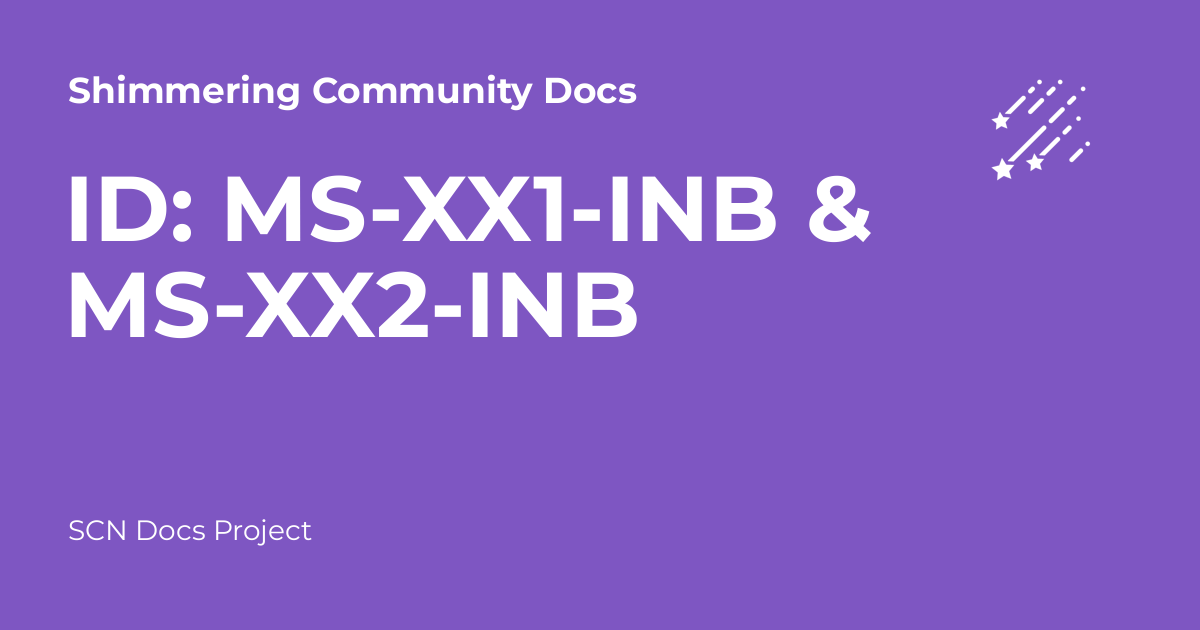 Shimmering Community Docs
ID: MS-XX1-INB &
MS-XX2-INB
SCN Docs Project